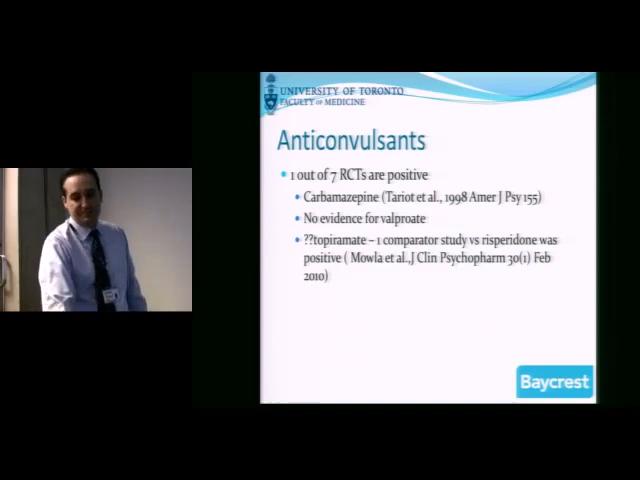 UNIVERSITY OF TORONTO
FACULTY OF MEDICINE
Anticonvulsants
1 out of 7 RCTs are positive
Carbamazepine (Tariot et al., 1998 Amer J Psy 155)
No evidence for valproate
??topiramate – 1 comparator study vs risperidone was
positive ( Mowla et al.,J Clin Psychopharm 30(1) Feb
2010)
Baycrest